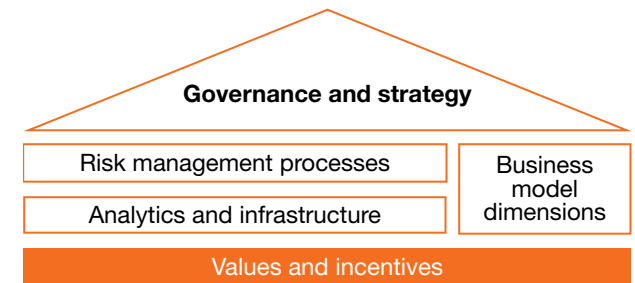 Governance and strategy
Risk management processes
Analytics and infrastructure
Business
model
dimensions
Values and incentives